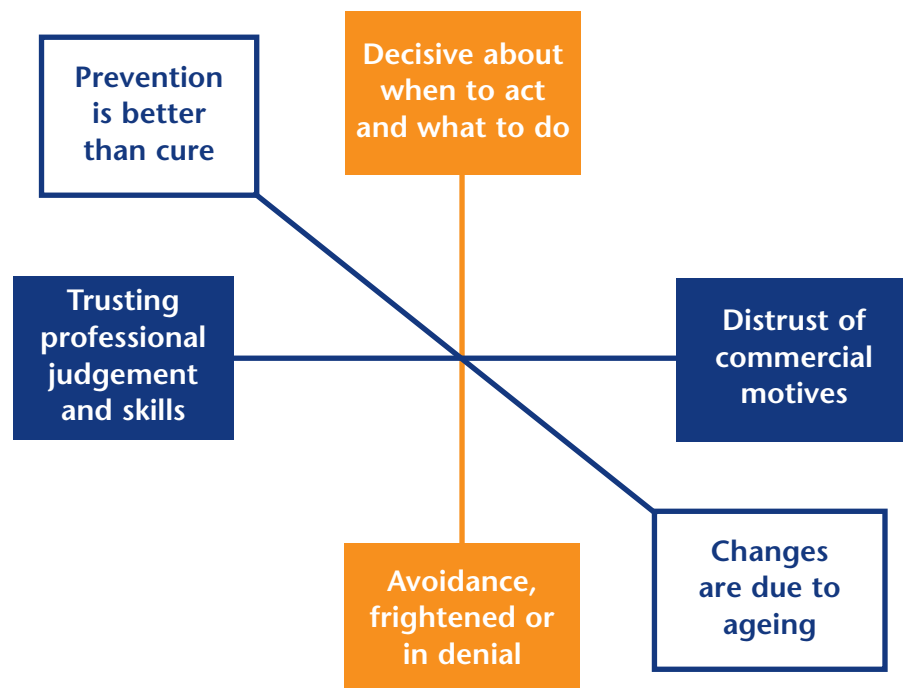 Prevention
is better
than cure
Decisive about
when to act
and what to do
Trusting
professional
judgement
and skills
Distrust of
commercial
motives
Avoidance,
frightened or
in denial
Changes
are due to
ageing